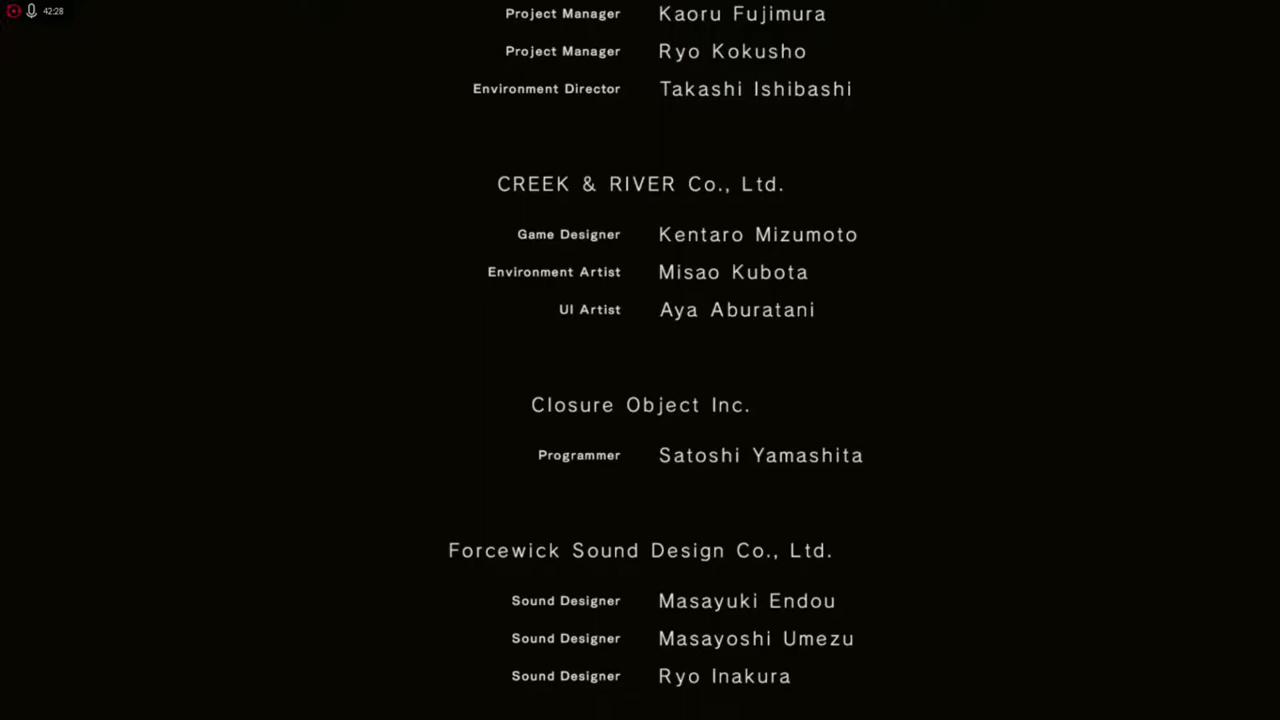 42:28
Project Manager Kaoru Fujimura
Project Manager Ryo Kokusho
Environment Director Takashi Ishibashi
CREEK & RIVER Co., Ltd.
Game Designer Kentaro Mizumoto
Environment Artist Misao Kubota
UI Artist Aya Aburatani
Closure Object Inc.
Programmer Satoshi Yamashita
Forcewick Sound Design Co., Ltd.
Sound Designer Masayuki Endou
Sound Designer Masayoshi Umezu
Sound Designer Ryo Inakura